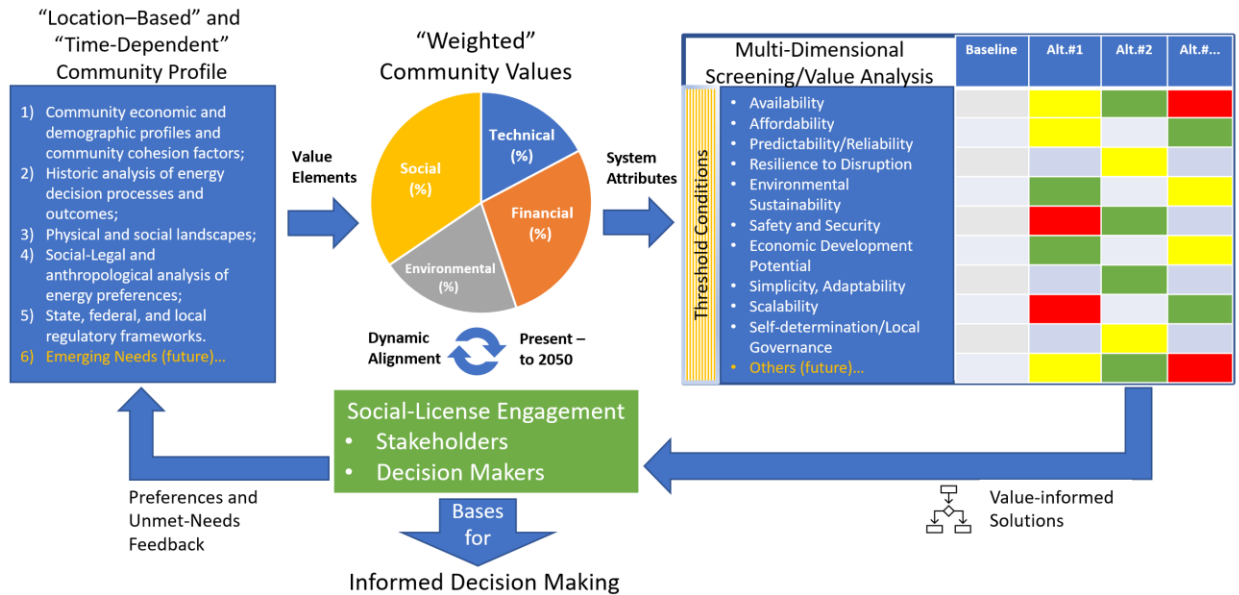 “Location–Based” and
“Time-Dependent”
Community Profile
1) Community economic and
demographic profiles and
community cohesion factors;
2) Historic analysis of energy
decision processes and
outcomes;
3) Physical and social landscapes;
4) Social-Legal and
anthropological analysis of
energy preferences;
5) State, federal, and local
regulatory frameworks.
6) Emerging Needs (future)...
Value
Elements
“Weighted”
Community Values
Technical
(%)
Social
(%)
Financial
(%)
Environmental
(%)
Dynamic
Alignment
Present –
to 2050
System
Attributes
Multi-Dimensional
Screening/Value Analysis
Baseline
Alt.#1
Alt.#2
Alt.#...
Threshold Conditions
• Availability
• Affordability
• Predictability/Reliability
• Resilience to Disruption
• Environmental
Sustainability
• Safety and Security
• Economic Development
Potential
• Simplicity, Adaptability
• Scalability
• Self-determination/Local
Governance
• Others (future)...
Social-License Engagement
• Stakeholders
• Decision Makers
Preferences and
Unmet-Needs
Feedback
Value-informed
Solutions
Bases
for
Informed Decision Making